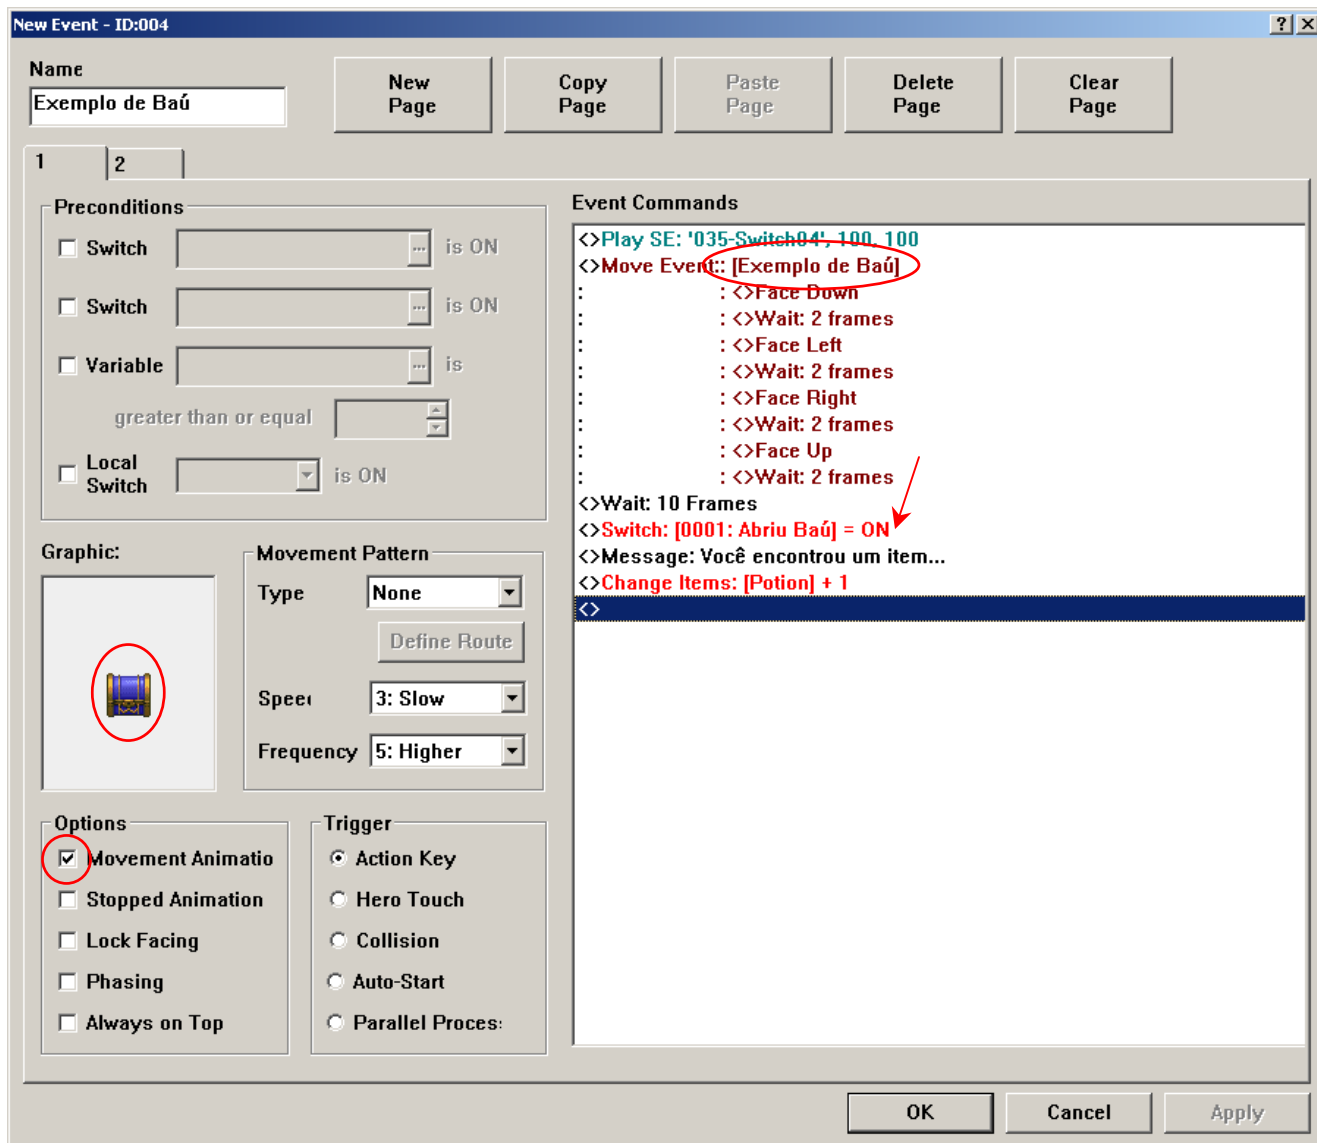 New Event - ID:004
Name
Exemplo de Baú
New Page
Copy Page
Paste Page
Delete Page
Clear Page
1
2
Preconditions
Switch ... is ON
Switch ... is ON
Variable ... is
greater than or equal
Local Switch is ON
Graphic:
Movement Pattern
Type None
Define Route
Speed 3: Slow
Frequency 5: Higher
Options
Movement Animatio
Stopped Animation
Lock Facing
Phasing
Always on Top
Trigger
Action Key
Hero Touch
Collision
Auto-Start
Parallel Proces
Event Commands
<>Play SE: '035-Switch04', 100, 100
<>Move Event:: [Exemplo de Baú]
: : <>Face Down
: : <>Wait: 2 frames
: : <>Face Left
: : <>Wait: 2 frames
: : <>Face Right
: : <>Wait: 2 frames
: : <>Face Up
: : <>Wait: 2 frames
<>Wait: 10 Frames
<>Switch: [0001: Abriu Baú] = ON
<>Message: Você encontrou um item...
<>Change Items: [Potion] + 1
<>
OK
Cancel
Apply